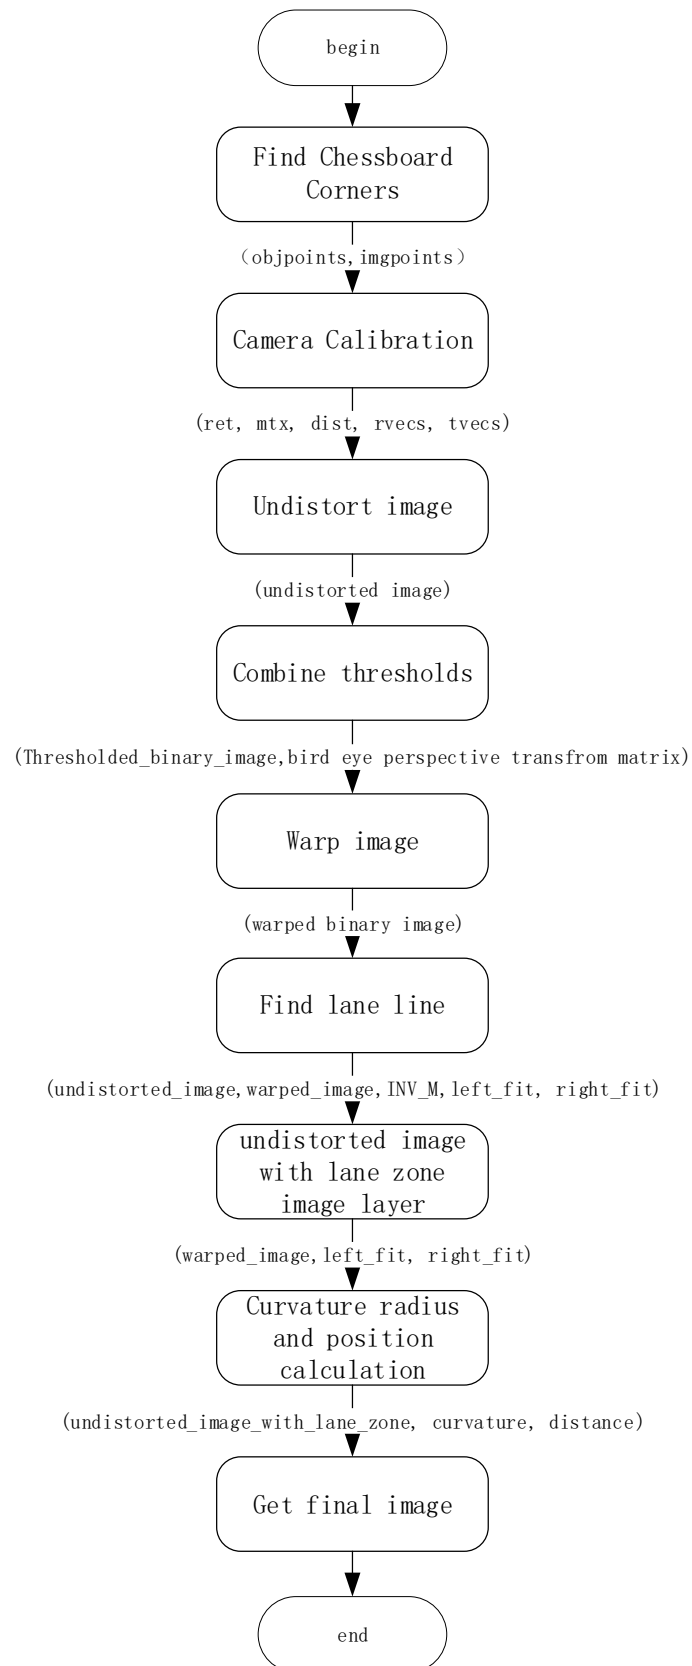 begin
Find Chessboard
Corners
（objpoints,imgpoints）
Camera Calibration
(ret, mtx, dist, rvecs, tvecs)
Undistort image
(undistorted image)
Combine thresholds
(Thresholded_binary_image,bird eye perspective transfrom matrix)
Warp image
(warped binary image)
Find lane line
(undistorted_image,warped_image,INV_M,left_fit, right_fit)
undistorted image
with lane zone
image layer
(warped_image,left_fit, right_fit)
Curvature radius
and position
calculation
(undistorted_image_with_lane_zone, curvature, distance)
Get final image
end